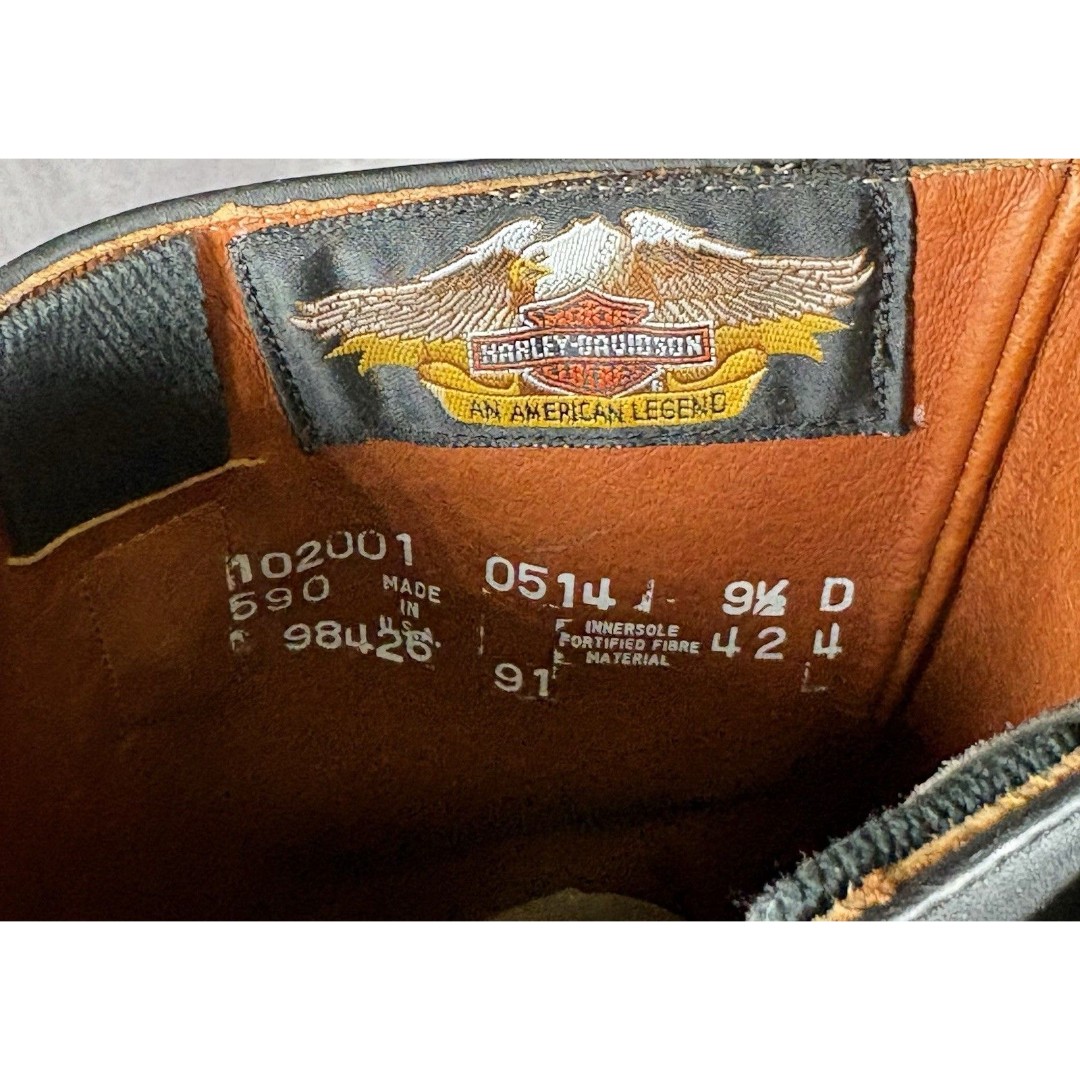 HARLEY-DAVIDSON
AN AMERICAN LEGEND
102001 0514 9½ D
590 MADE IN U.S.A. INNERSOLE FORTIFIED FIBRE MATERIAL 424
98426
91